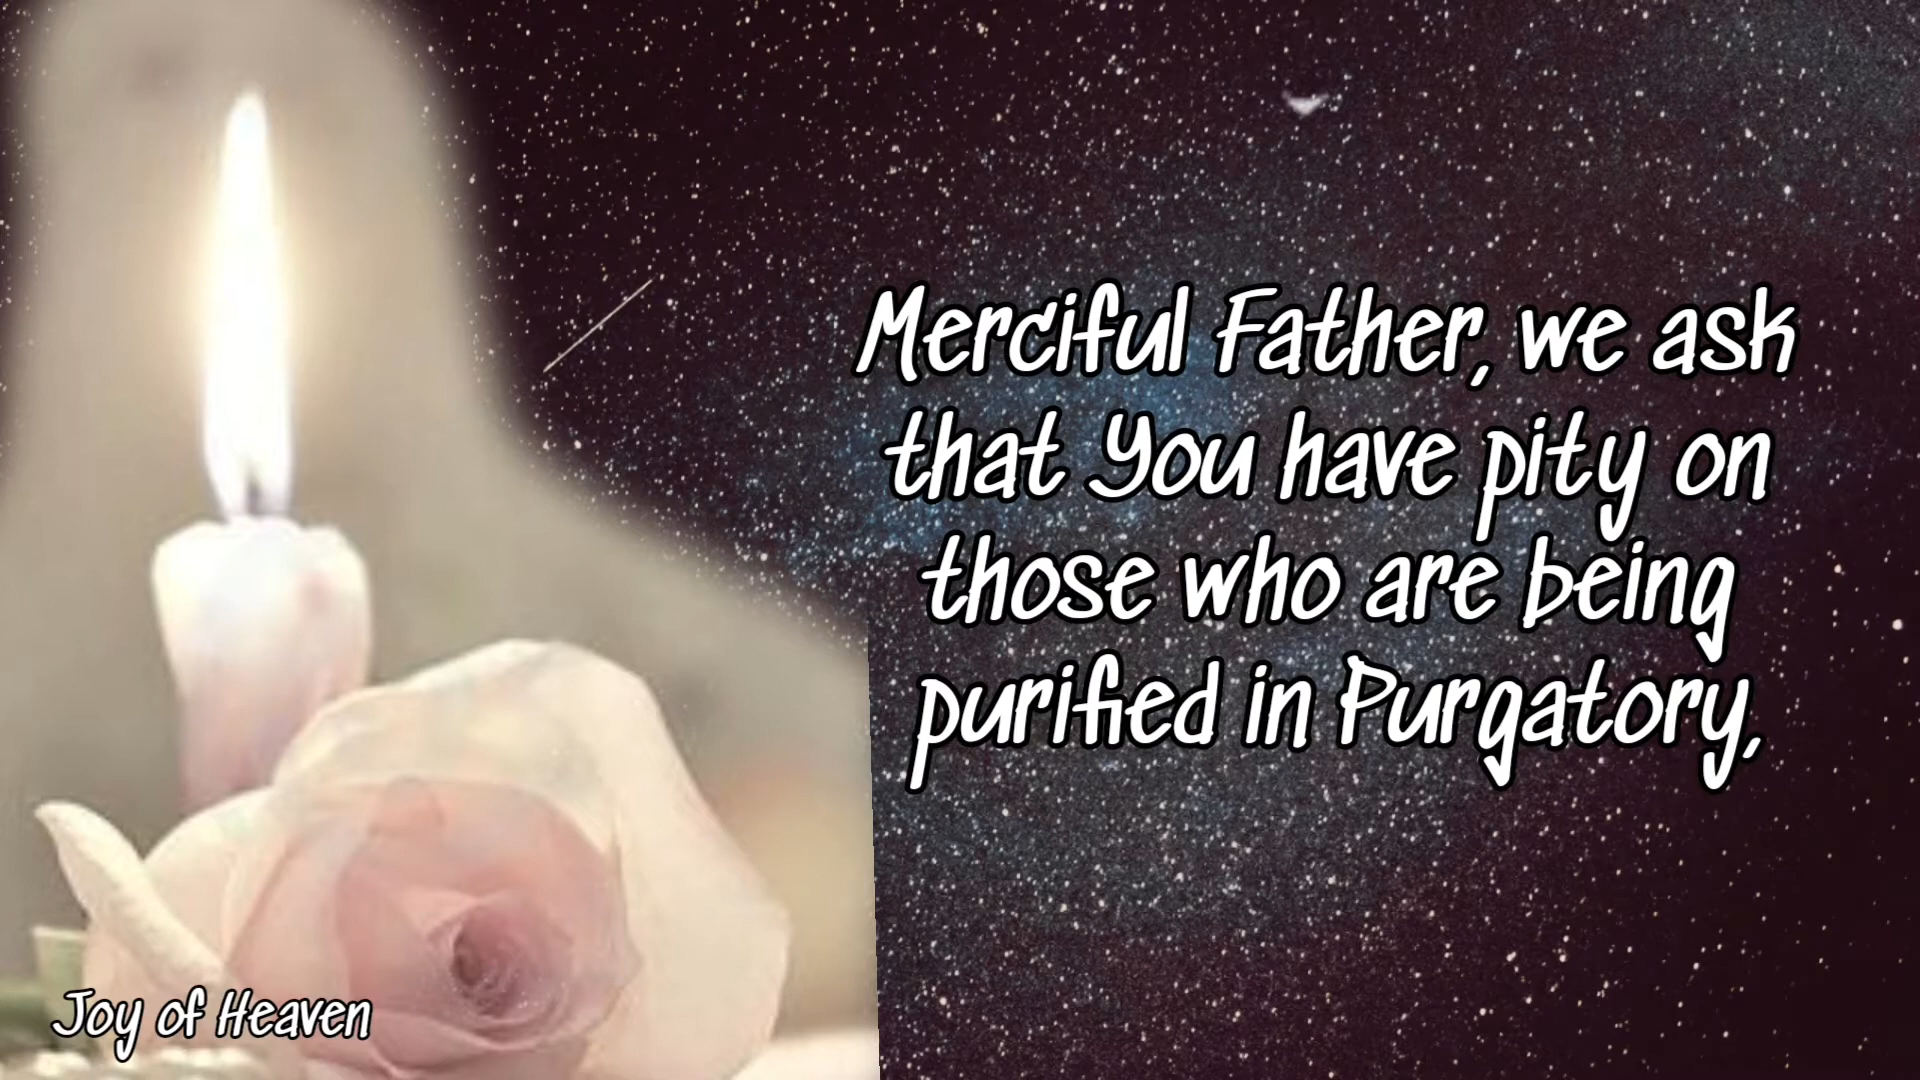 Merciful Father, we ask
that You have pity on
those who are being
purified in Purgatory,
Joy of Heaven